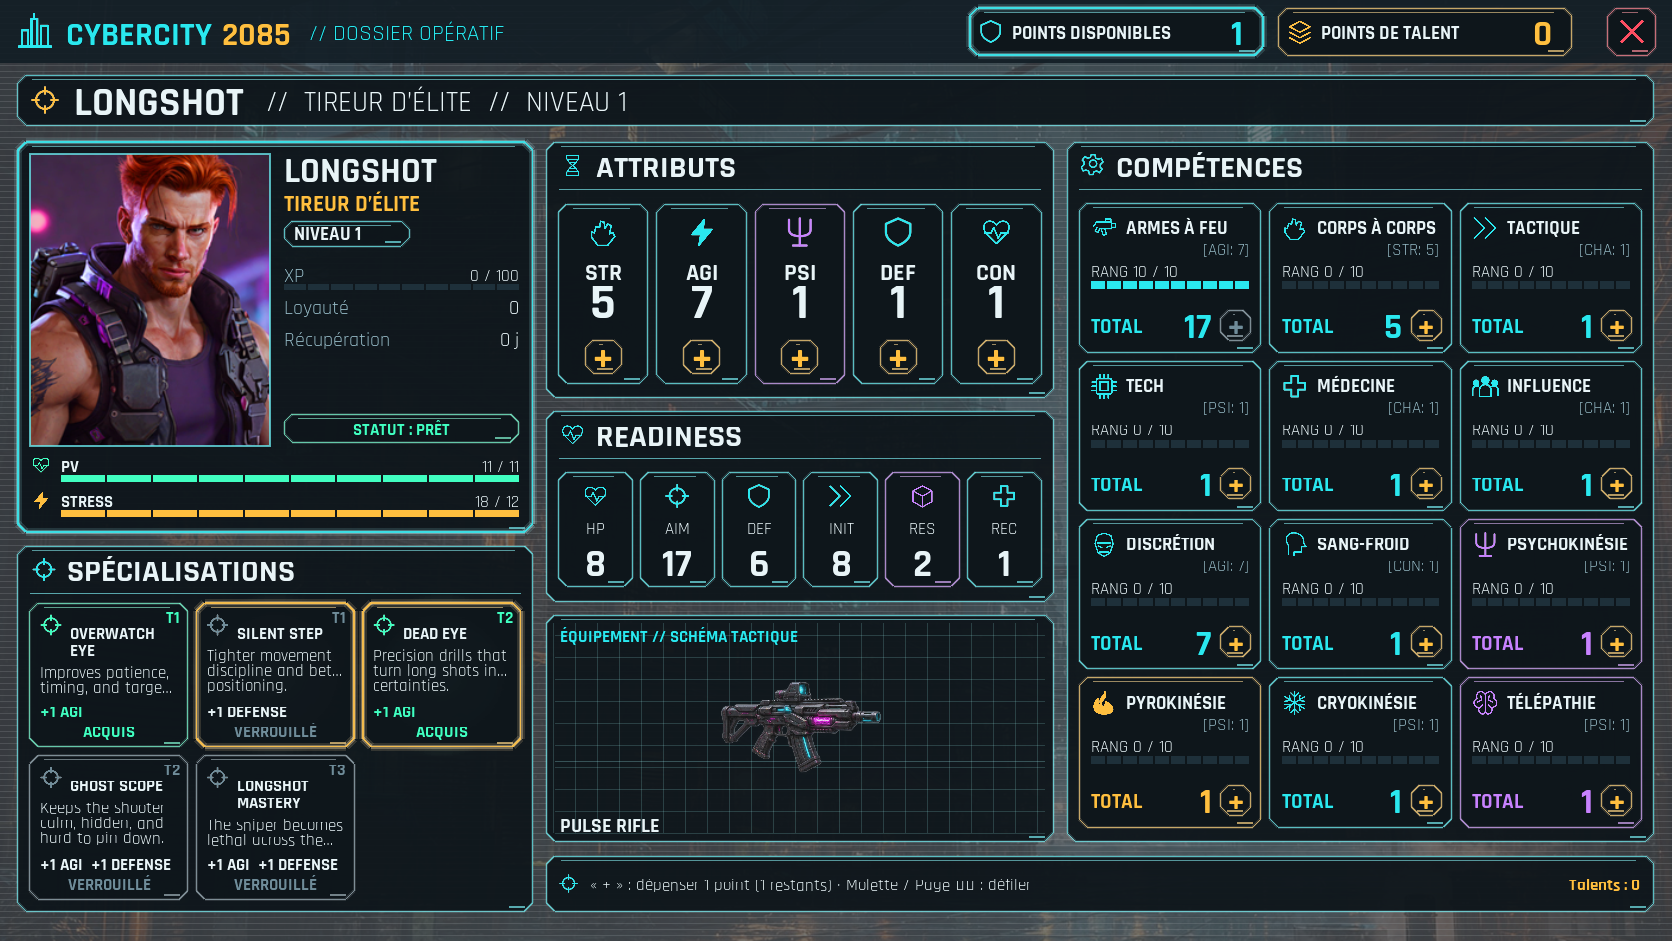 CYBERCITY 2085 // DOSSIER OPÉRATIF
POINTS DISPONIBLES 1
POINTS DE TALENT 0
LONGSHOT // TIREUR D'ÉLITE // NIVEAU 1
LONGSHOT
TIREUR D'ÉLITE
NIVEAU 1
XP 0 / 100
Loyauté 0
Récupération 0 j
STATUT : PRÊT
PV 11 / 11
STRESS 18 / 12
SPÉCIALISATIONS
T1
OVERWATCH
EYE
Improves patience,
timing, and targe...
+1 AGI
ACQUIS
T1
SILENT STEP
Tighter movement
discipline and bet...
positioning.
+1 DEFENSE
VERROUILLÉ
T2
DEAD EYE
Precision drills that
turn long shots in...
certainties.
+1 AGI
ACQUIS
T2
GHOST SCOPE
Keeps the shooter
calm, hidden, and
hard to pin down.
+1 AGI +1 DEFENSE
VERROUILLÉ
T3
LONGSHOT
MASTERY
The sniper becomes
lethal across the...
+1 AGI +1 DEFENSE
VERROUILLÉ
ATTRIBUTS
STR
5
+
AGI
7
+
PSI
1
+
DEF
1
+
CON
1
+
READINESS
HP
8
AIM
17
DEF
6
INIT
8
RES
2
REC
1
ÉQUIPEMENT // SCHÉMA TACTIQUE
PULSE RIFLE
COMPÉTENCES
ARMES À FEU
[AGI: 7]
RANG 10 / 10
TOTAL 17 +
CORPS À CORPS
[STR: 5]
RANG 0 / 10
TOTAL 5 +
TACTIQUE
[CHA: 1]
RANG 0 / 10
TOTAL 1 +
TECH
[PSI: 1]
RANG 0 / 10
TOTAL 1 +
MÉDECINE
[CHA: 1]
RANG 0 / 10
TOTAL 1 +
INFLUENCE
[CHA: 1]
RANG 0 / 10
TOTAL 1 +
DISCRÉTION
[AGI: 7]
RANG 0 / 10
TOTAL 7 +
SANG-FROID
[CON: 1]
RANG 0 / 10
TOTAL 1 +
PSYCHOKINÉSIE
[PSI: 1]
RANG 0 / 10
TOTAL 1 +
PYROKINÉSIE
[PSI: 1]
RANG 0 / 10
TOTAL 1 +
CRYOKINÉSIE
[PSI: 1]
RANG 0 / 10
TOTAL 1 +
TÉLÉPATHIE
[PSI: 1]
RANG 0 / 10
TOTAL 1 +
« + » : dépenser 1 point (1 restants) · Molette / Page : défiler
Talents : 0